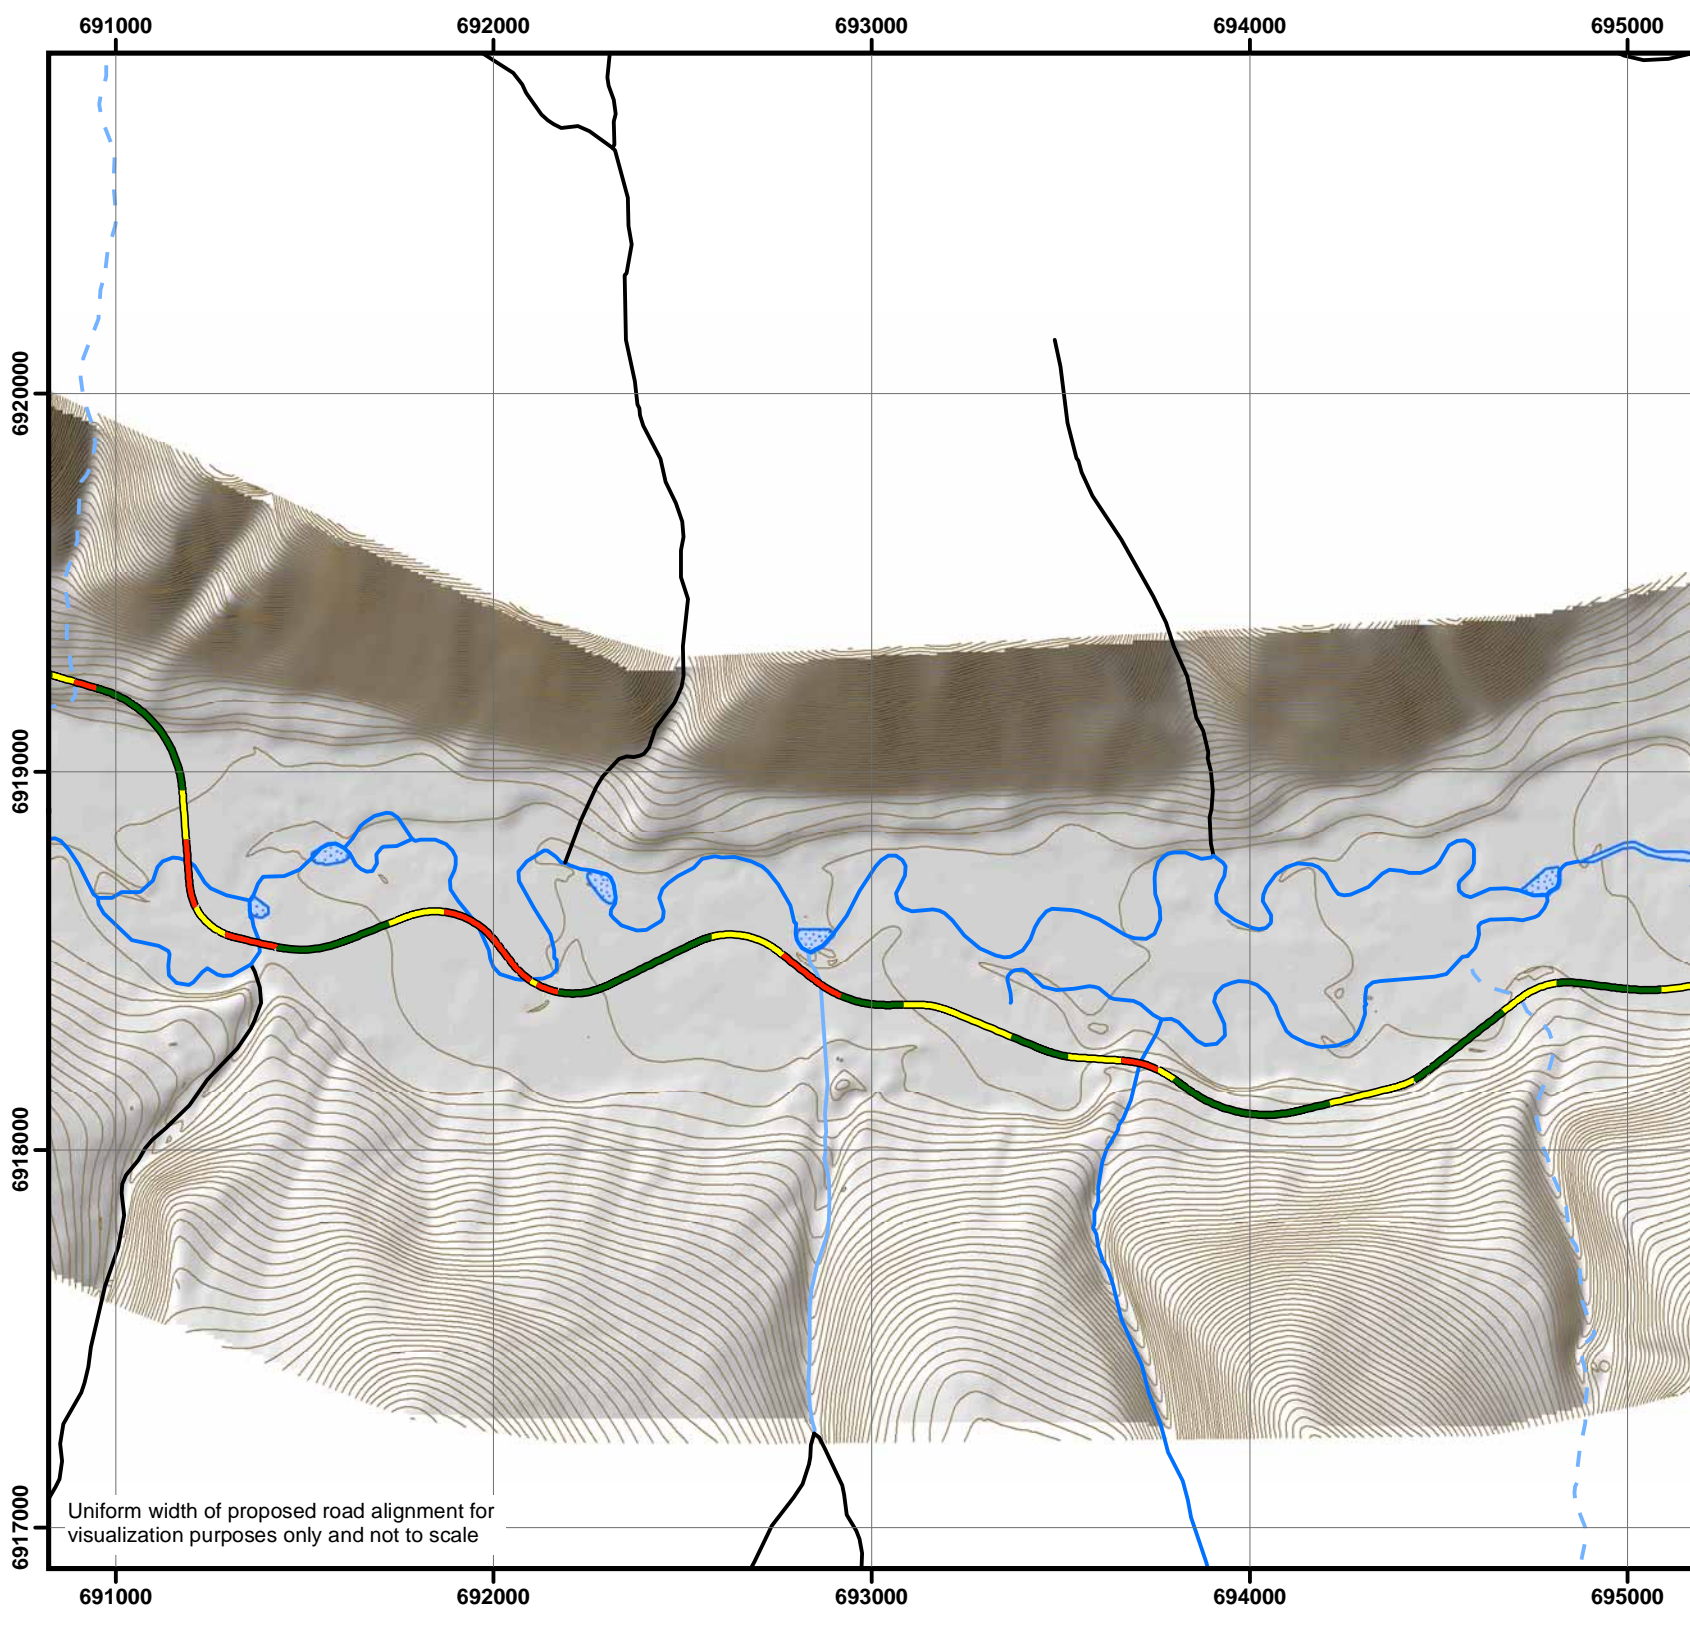 691000 692000 693000 694000 695000
6920000
6919000
6918000
6917000
Uniform width of proposed road alignment for
visualization purposes only and not to scale
691000 692000 693000 694000 695000